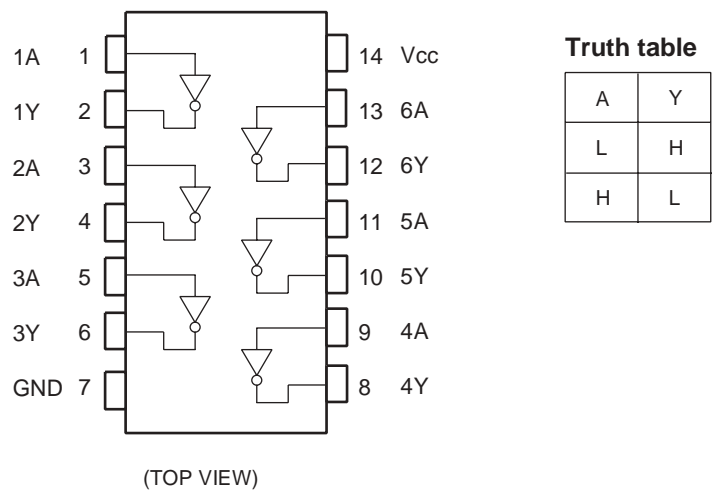 1A 1 14 Vcc
1Y 2 13 6A
2A 3 12 6Y
2Y 4 11 5A
3A 5 10 5Y
3Y 6 9 4A
GND 7 8 4Y
(TOP VIEW)
Truth table
A Y
L H
H L